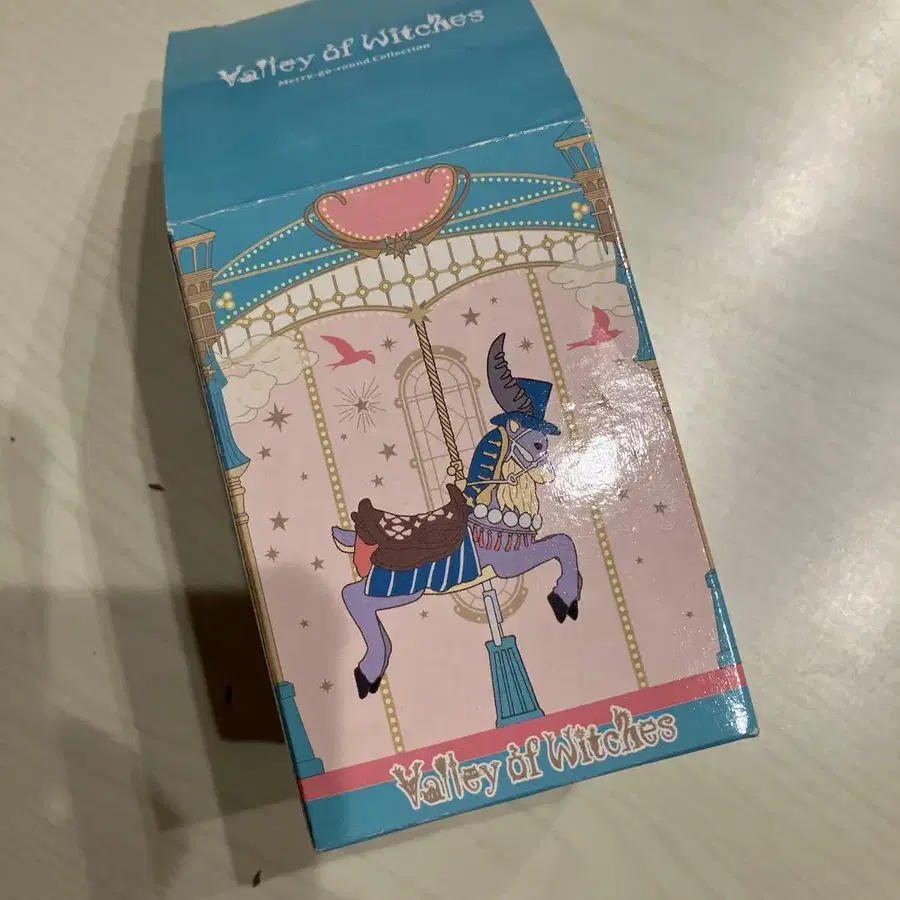 Valley of Witches
Merry-go-round Collection
Valley of Witches